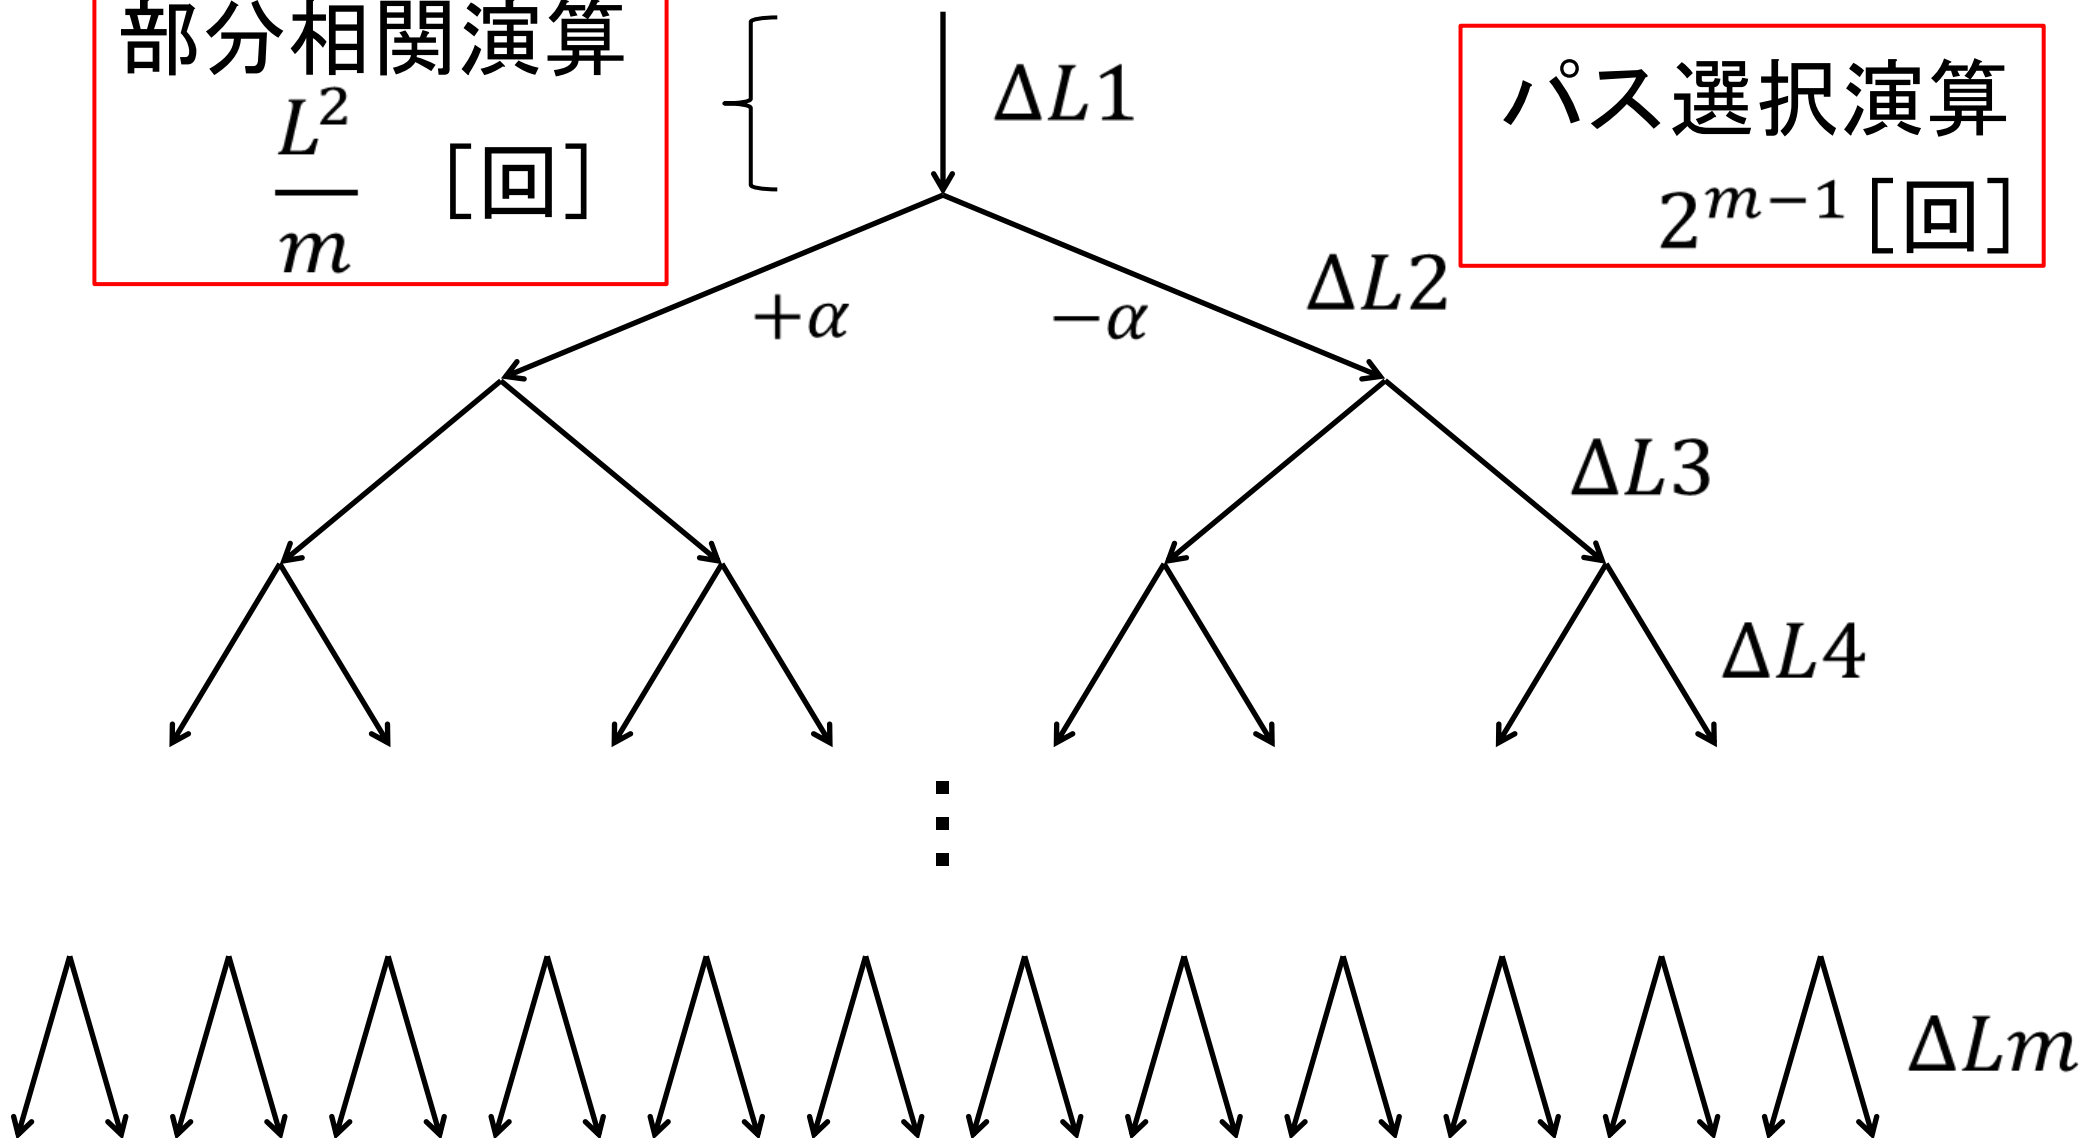 部分相関演算
L²/m [回]
ΔL1
パス選択演算
2^{m−1} [回]
ΔL2
+α −α
ΔL3
ΔL4
⋮
ΔLm